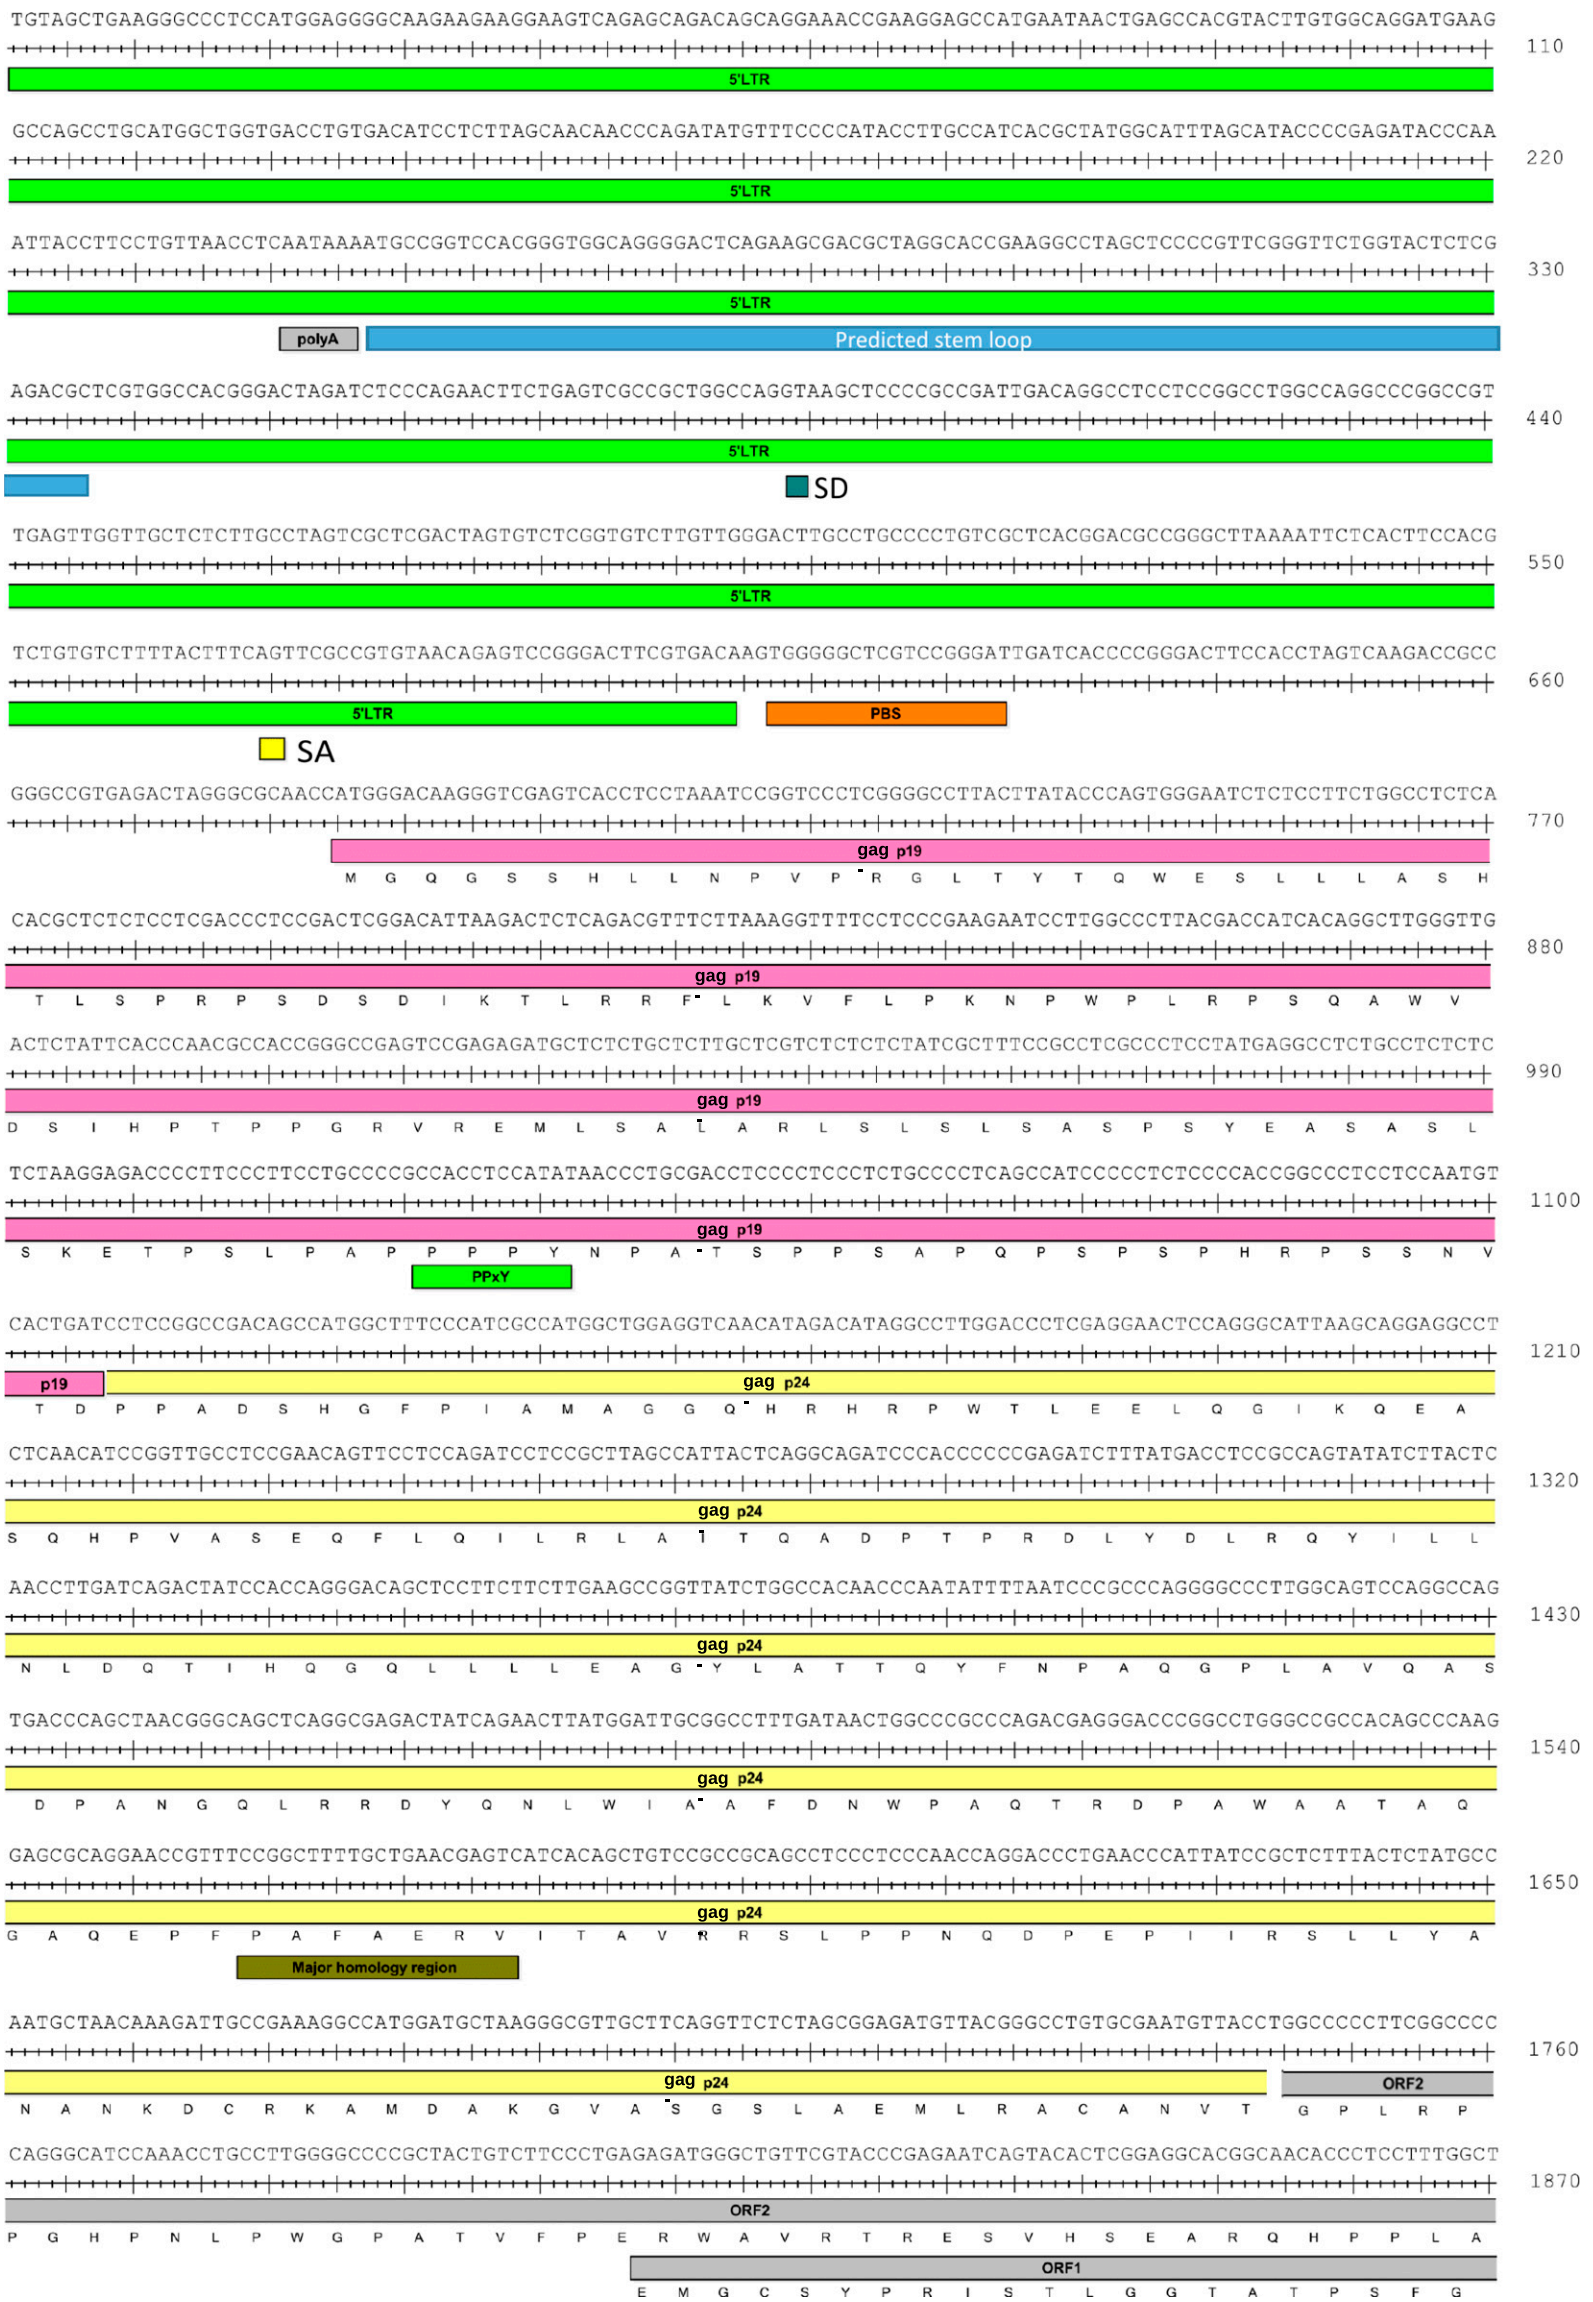 TGTAGCTGAAGGGCCCTCCATGGAGGGGCAAGAAGAAGGAAGTCAGAGCAGACAGCAGGAAACCGAAGGAGCCATGAATAACTGAGCCACGTACTTGTGGCAGGATGAAG
110
5'LTR
GCCAGCCTGCATGGCTGGTGACCTGTGACATCCTCTTAGCAACAACCCAGATATGTTTCCCCATACCTTGCCATCACGCTATGGCATTTAGCATACCCCGAGATACCCAA
220
5'LTR
ATTACCTTCCTGTTAACCTCAATAAAATGCCGGTCCACGGGTGGCAGGGGACTCAGAAGCGACGCTAGGCACCGAAGGCCTAGCTCCCCGTTCGGGTTCTGGTACTCTCG
330
5'LTR
polyA Predicted stem loop
AGACGCTCGTGGCCACGGGACTAGATCTCCCAGAACTTCTGAGTCGCCGCTGGCCAGGTAAGCTCCCCGCCGATTGACAGGCCTCCTCCGGCCTGGCCAGGCCCGGCCGT
440
5'LTR
SD
TGAGTTGGTTGCTCTCTTGCCTAGTCGCTCGACTAGTGTCTCGGTGTCTTGTTGGGACTTGCCTGCCCCTGTCGCTCACGGACGCCGGGCTTAAAATTCTCACTTCCACG
550
5'LTR
TCTGTGTCTTTTACTTTCAGTTCGCCGTGTAACAGAGTCCGGGACTTCGTGACAAGTGGGGGCTCGTCCGGGATTGATCACCCCGGGACTTCCACCTAGTCAAGACCGCC
660
5'LTR PBS
SA
GGGCCGTGAGACTAGGGCGCAACCATGGGACAAGGGTCGAGTCACCTCCTAAATCCGGTCCCTCGGGGCCTTACTTATACCCAGTGGGAATCTCTCCTTCTGGCCTCTCA
770
gag p19
M G Q G S S H L L N P V P R G L T Y T Q W E S L L L A S H
CACGCTCTCTCCTCGACCCTCCGACTCGGACATTAAGACTCTCAGACGTTTCTTAAAGGTTTTCCTCCCGAAGAATCCTTGGCCCTTACGACCATCACAGGCTTGGGTTG
880
gag p19
T L S P R P S D S D I K T L R R F L K V F L P K N P W P L R P S Q A W V
ACTCTATTCACCCAACGCCACCGGGCCGAGTCCGAGAGATGCTCTCTGCTCTTGCTCGTCTCTCTCTATCGCTTTCCGCCTCGCCCTCCTATGAGGCCTCTGCCTCTCTC
990
gag p19
D S I H P T P P G R V R E M L S A L A R L S L S L S A S P S Y E A S A S L
TCTAAGGAGACCCCTTCCCTTCCTGCCCCGCCACCTCCATATAACCCTGCGACCTCCCCTCCCTCTGCCCCTCAGCCATCCCCCTCTCCCCACCGGCCCTCCTCCAATGT
1100
gag p19
S K E T P S L P A P P P P Y N P A T S P P S A P Q P S P S P H R P S S N V
PPxY
CACTGATCCTCCGGCCGACAGCCATGGCTTTCCCATCGCCATGGCTGGAGGTCAACATAGACATAGGCCTTGGACCCTCGAGGAACTCCAGGGCATTAAGCAGGAGGCCT
1210
p19 gag p24
T D P P A D S H G F P I A M A G G Q H R H R P W T L E E L Q G I K Q E A
CTCAACATCCGGTTGCCTCCGAACAGTTCCTCCAGATCCTCCGCTTAGCCATTACTCAGGCAGATCCCACCCCCCGAGATCTTTATGACCTCCGCCAGTATATCTTACTC
1320
gag p24
S Q H P V A S E Q F L Q I L R L A I T Q A D P T P R D L Y D L R Q Y I L L
AACCTTGATCAGACTATCCACCAGGGACAGCTCCTTCTTCTTGAAGCCGGTTATCTGGCCACAACCCAATATTTTAATCCCGCCCAGGGGCCCTTGGCAGTCCAGGCCAG
1430
gag p24
N L D Q T I H Q G Q L L L L E A G Y L A T T Q Y F N P A Q G P L A V Q A S
TGACCCAGCTAACGGGCAGCTCAGGCGAGACTATCAGAACTTATGGATTGCGGCCTTTGATAACTGGCCCGCCCAGACGAGGGACCCGGCCTGGGCCGCCACAGCCCAAG
1540
gag p24
D P A N G Q L R R D Y Q N L W I A A F D N W P A Q T R D P A W A A T A Q
GAGCGCAGGAACCGTTTCCGGCTTTTGCTGAACGAGTCATCACAGCTGTCCGCCGCAGCCTCCCTCCCAACCAGGACCCTGAACCCATTATCCGCTCTTTACTCTATGCC
1650
gag p24
G A Q E P F P A F A E R V I T A V R R S L P P N Q D P E P I I R S L L Y A
Major homology region
AATGCTAACAAAGATTGCCGAAAGGCCATGGATGCTAAGGGCGTTGCTTCAGGTTCTCTAGCGGAGATGTTACGGGCCTGTGCGAATGTTACCTGGCCCCCTTCGGCCCC
1760
gag p24 ORF2
N A N K D C R K A M D A K G V A S G S L A E M L R A C A N V T G P L R P
CAGGGCATCCAAACCTGCCTTGGGGCCCCGCTACTGTCTTCCCTGAGAGATGGGCTGTTCGTACCCGAGAATCAGTACACTCGGAGGCACGGCAACACCCTCCTTTGGCT
1870
ORF2
P G H P N L P W G P A T V F P E R W A V R T R E S V H S E A R Q H P P L A
ORF1
E M G C S Y P R I S T L G G T A T P S F G